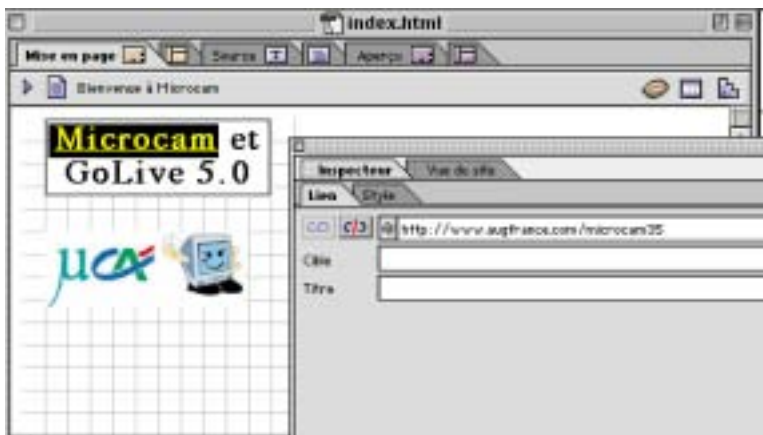 index.html
Mise en page Source Aperçu
Bienvenue à Microcam
Microcam et
GoLive 5.0
µCA
Inspecteur Vue du site
Lien Style
http://www.augfrance.com/microcam35
Cible
Titre